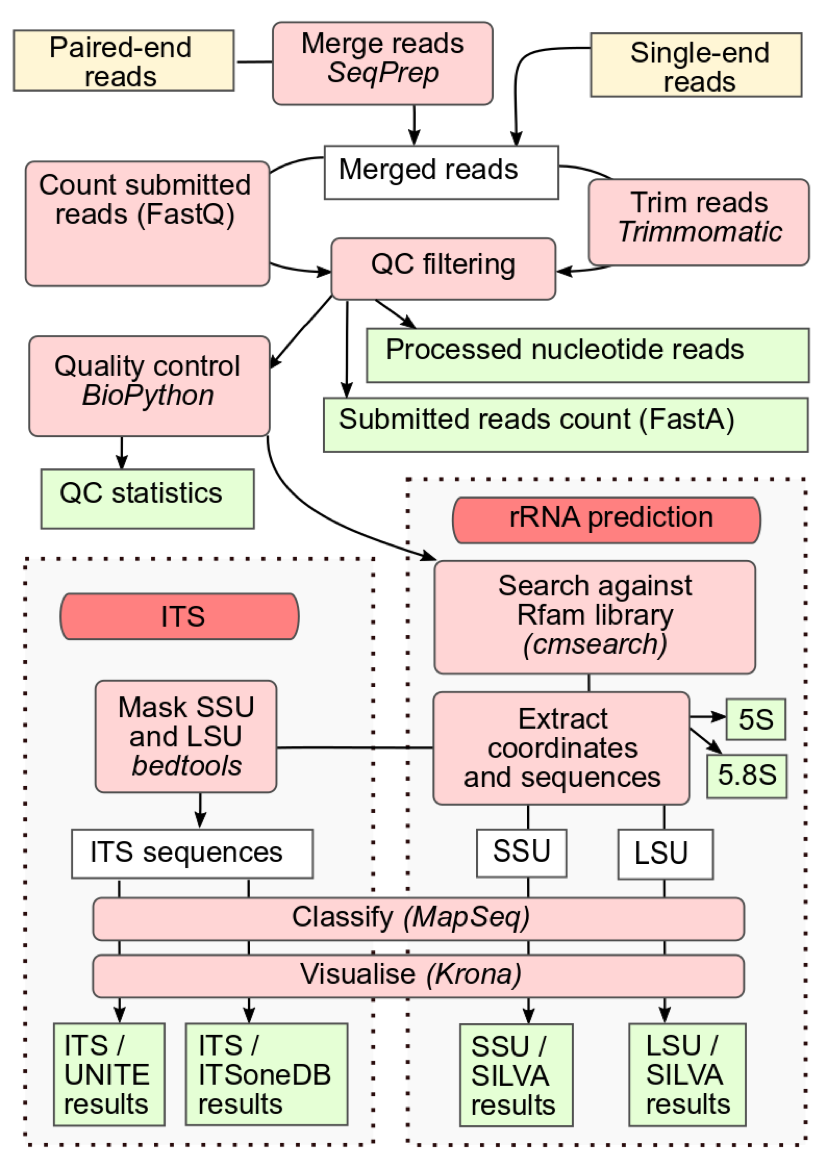 Paired-end
reads
Merge reads
SeqPrep
Single-end
reads
Merged reads
Count submitted
reads (FastQ)
Trim reads
Trimmomatic
QC filtering
Processed nucleotide reads
Quality control
BioPython
Submitted reads count (FastA)
QC statistics
rRNA prediction
Search against
Rfam library
(cmsearch)
ITS
Mask SSU
and LSU
bedtools
Extract
coordinates
and sequences
5S
5.8S
ITS sequences
SSU
LSU
Classify (MapSeq)
Visualise (Krona)
ITS /
UNITE
results
ITS /
ITSoneDB
results
SSU /
SILVA
results
LSU /
SILVA
results